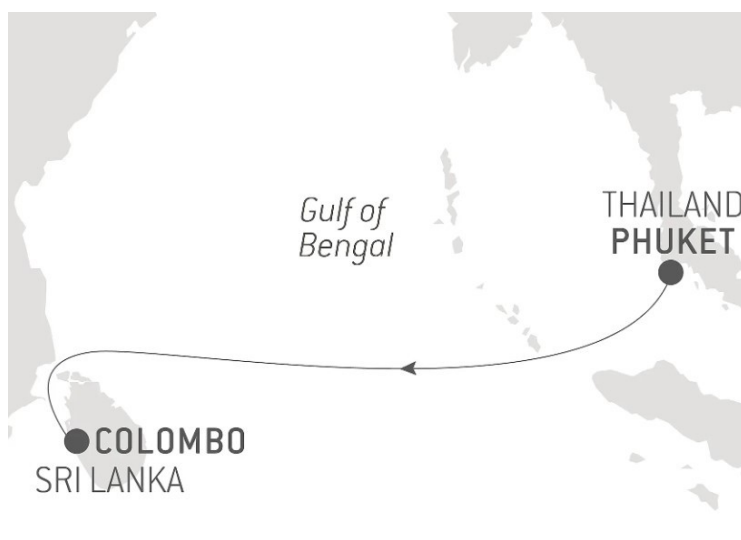 Gulf of
Bengal
THAILAND
PHUKET
COLOMBO
SRI LANKA